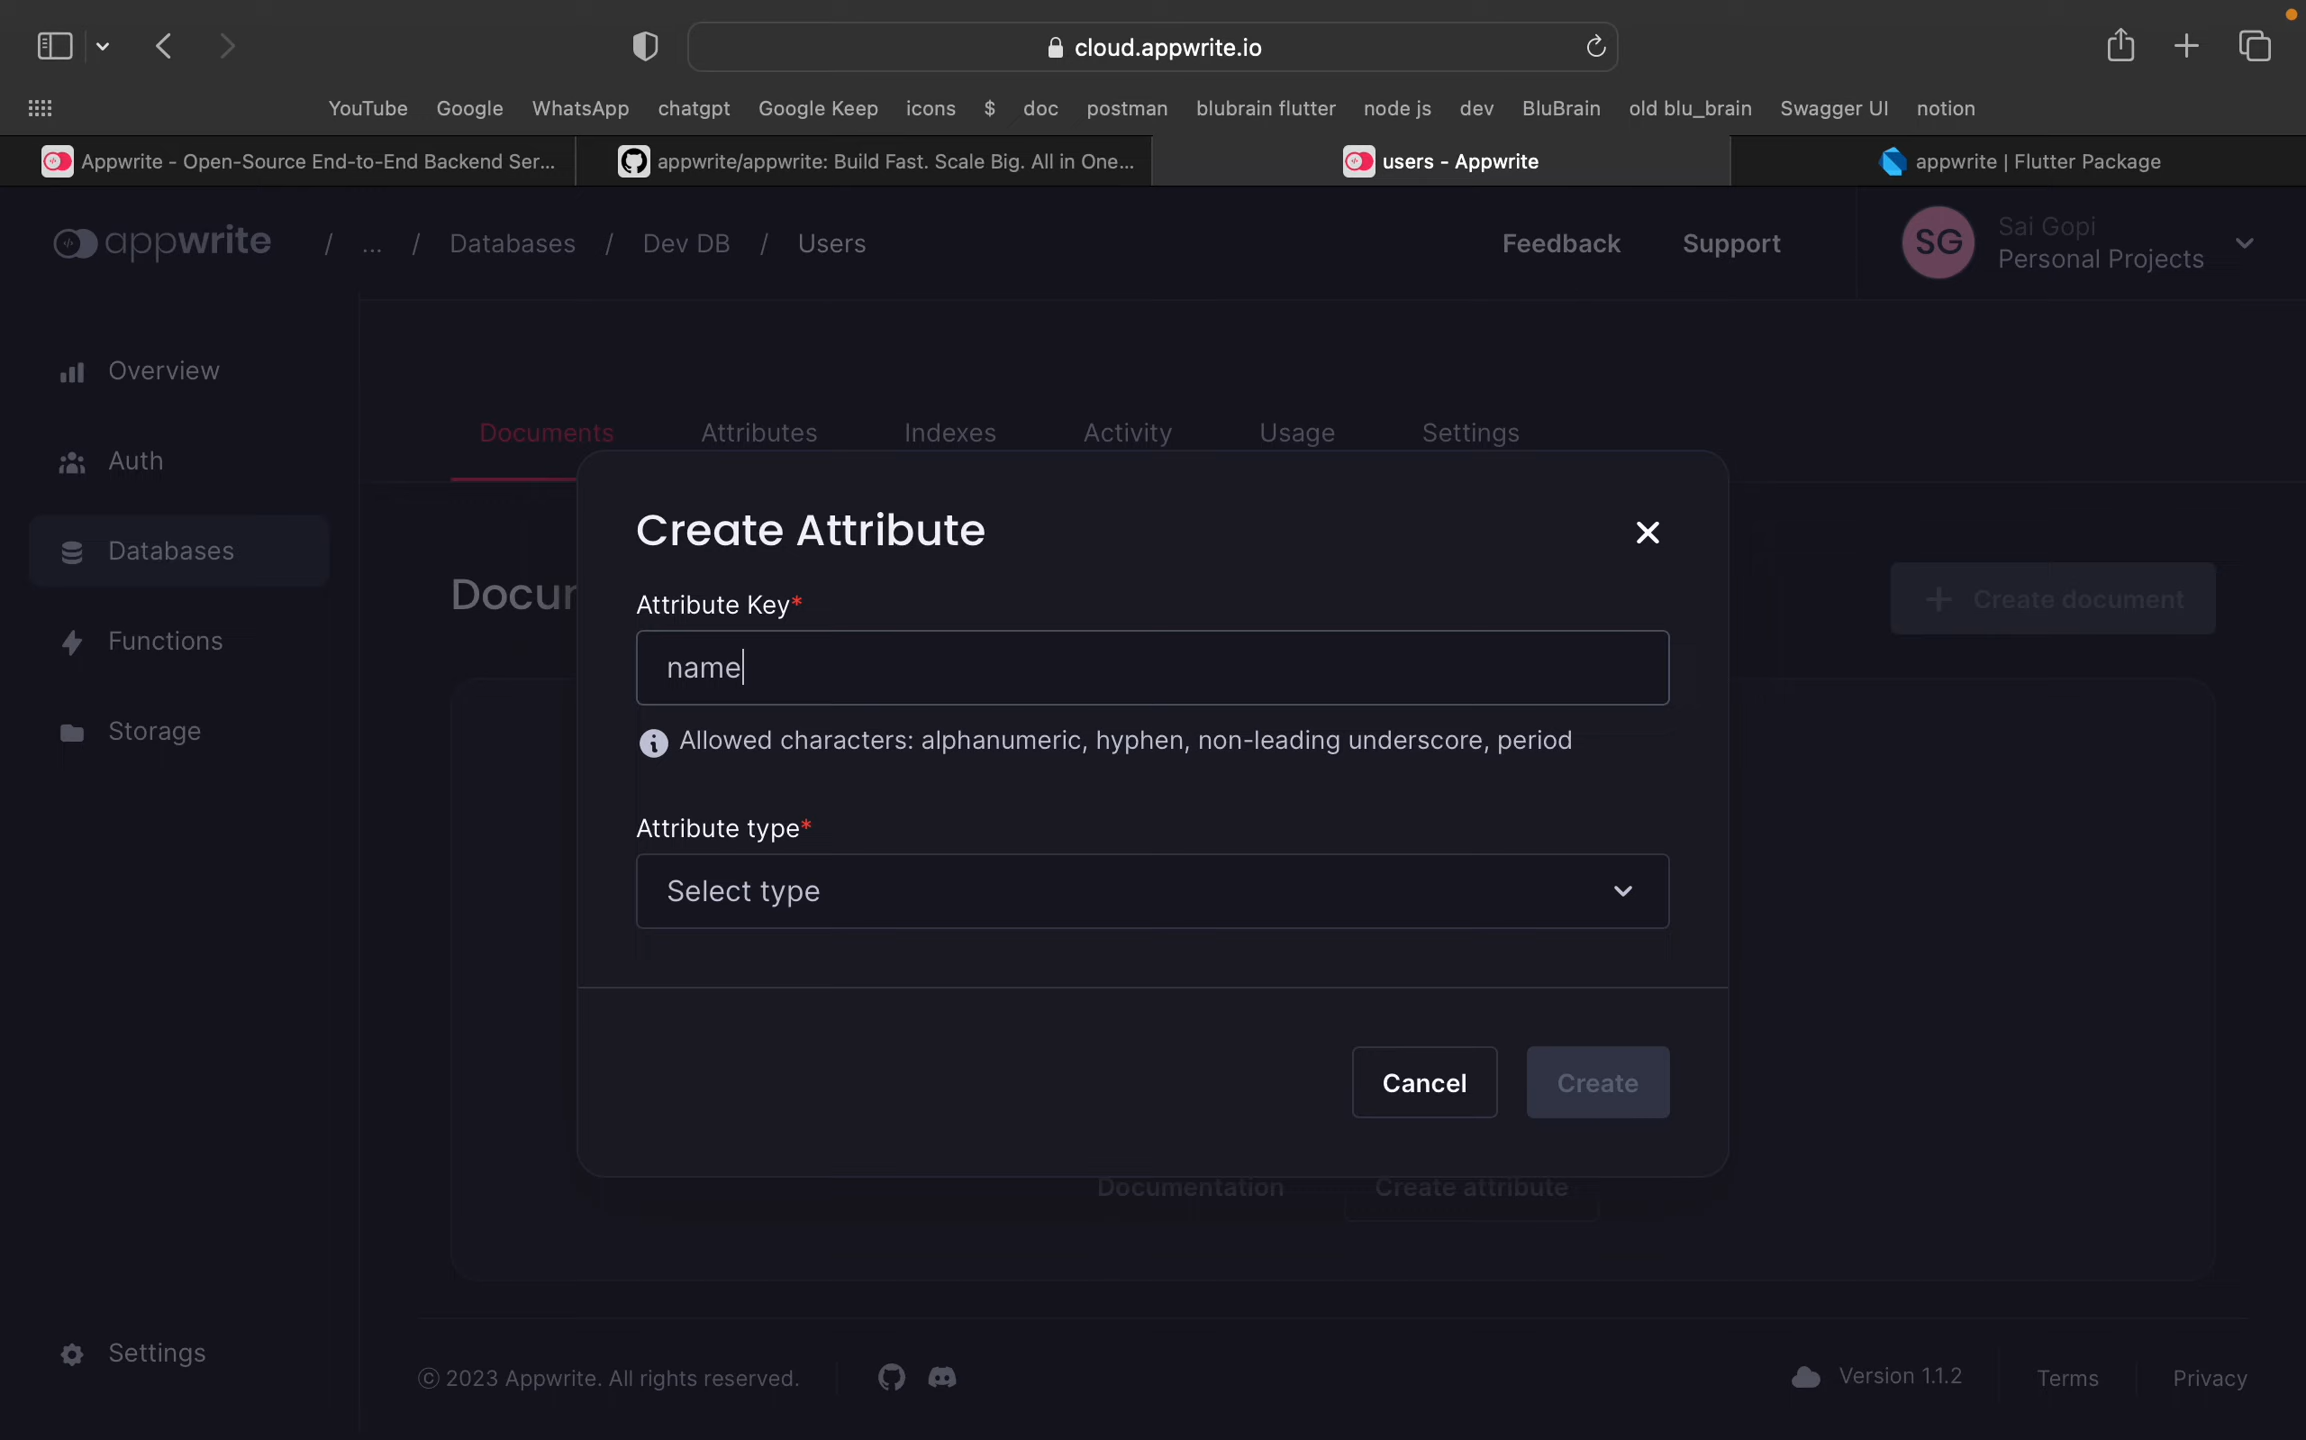 cloud.appwrite.io
YouTube Google WhatsApp chatgpt Google Keep icons $ doc postman blubrain flutter node js dev BluBrain old blu_brain Swagger UI notion
Appwrite - Open-Source End-to-End Backend Ser... appwrite/appwrite: Build Fast. Scale Big. All in One... users - Appwrite appwrite | Flutter Package
appwrite / ... / Databases / Dev DB / Users Feedback Support SG Sai Gopi
Personal Projects
Overview
Auth
Databases
Functions
Storage
Settings
Documents Attributes Indexes Activity Usage Settings
Docum
Create document
Create Attribute
Attribute Key*
name
Allowed characters: alphanumeric, hyphen, non-leading underscore, period
Attribute type*
Select type
Cancel Create
Documentation Create attribute
© 2023 Appwrite. All rights reserved. Version 1.1.2 Terms Privacy